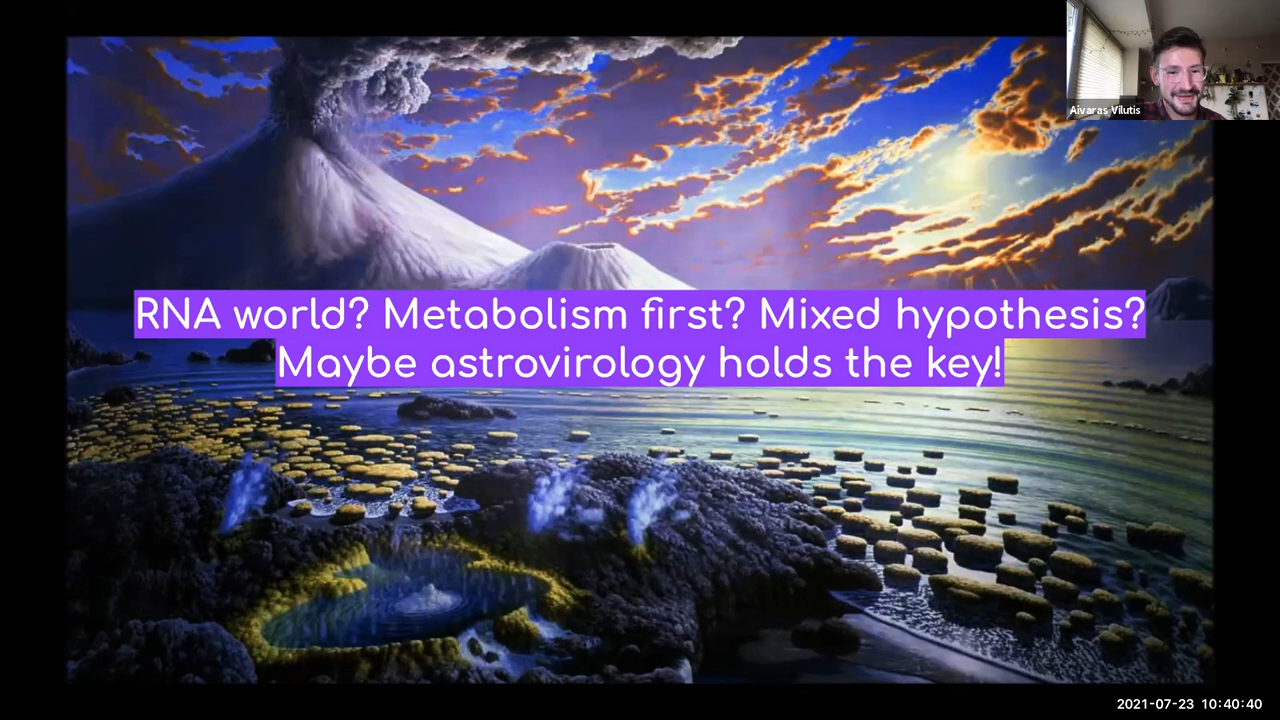 Aivaras Vilutis
RNA world? Metabolism first? Mixed hypothesis?
Maybe astrovirology holds the key!
2021-07-23 10:40:40